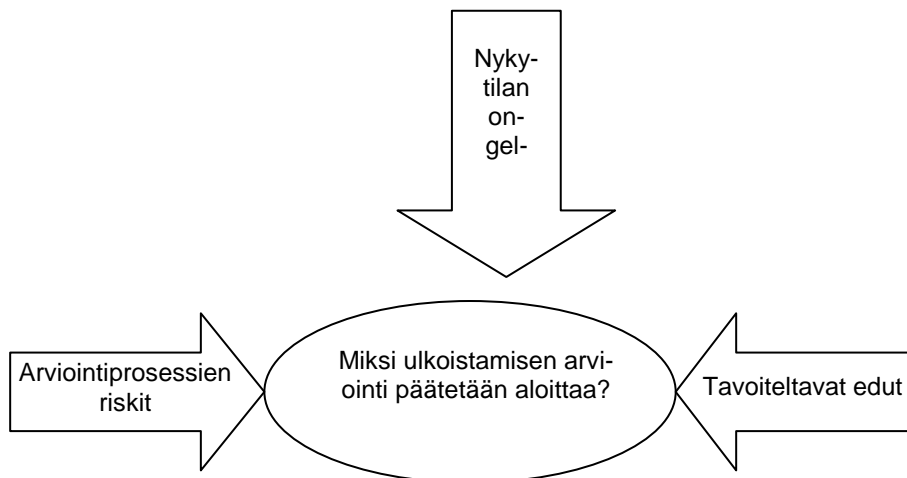 Nyky-
tilan
on-
gel-
Miksi ulkoistamisen arvi-
ointi päätetään aloittaa?
Arviointiprosessien
riskit
Tavoiteltavat edut